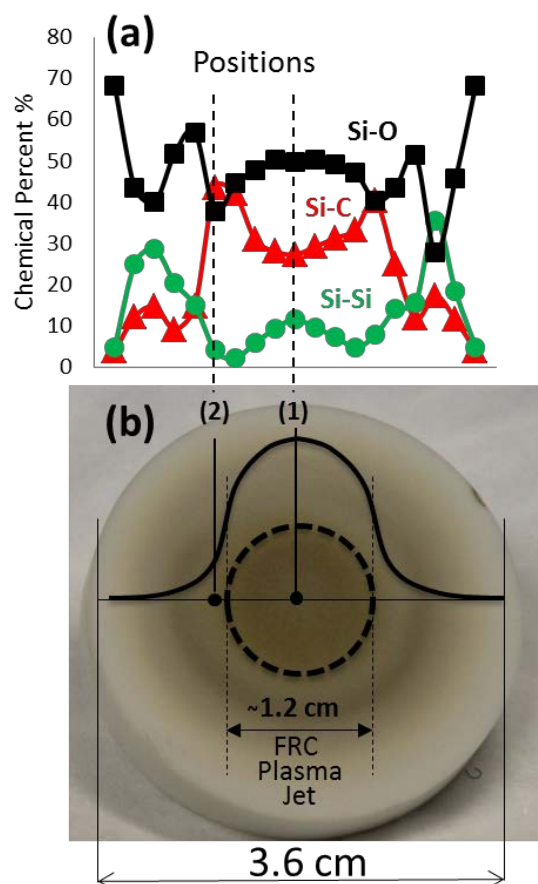 (a)
80
70
60
50
40
30
20
10
0
Chemical Percent %
Positions
Si-O
Si-C
Si-Si
(b)
(2)
(1)
~1.2 cm
FRC
Plasma
Jet
3.6 cm